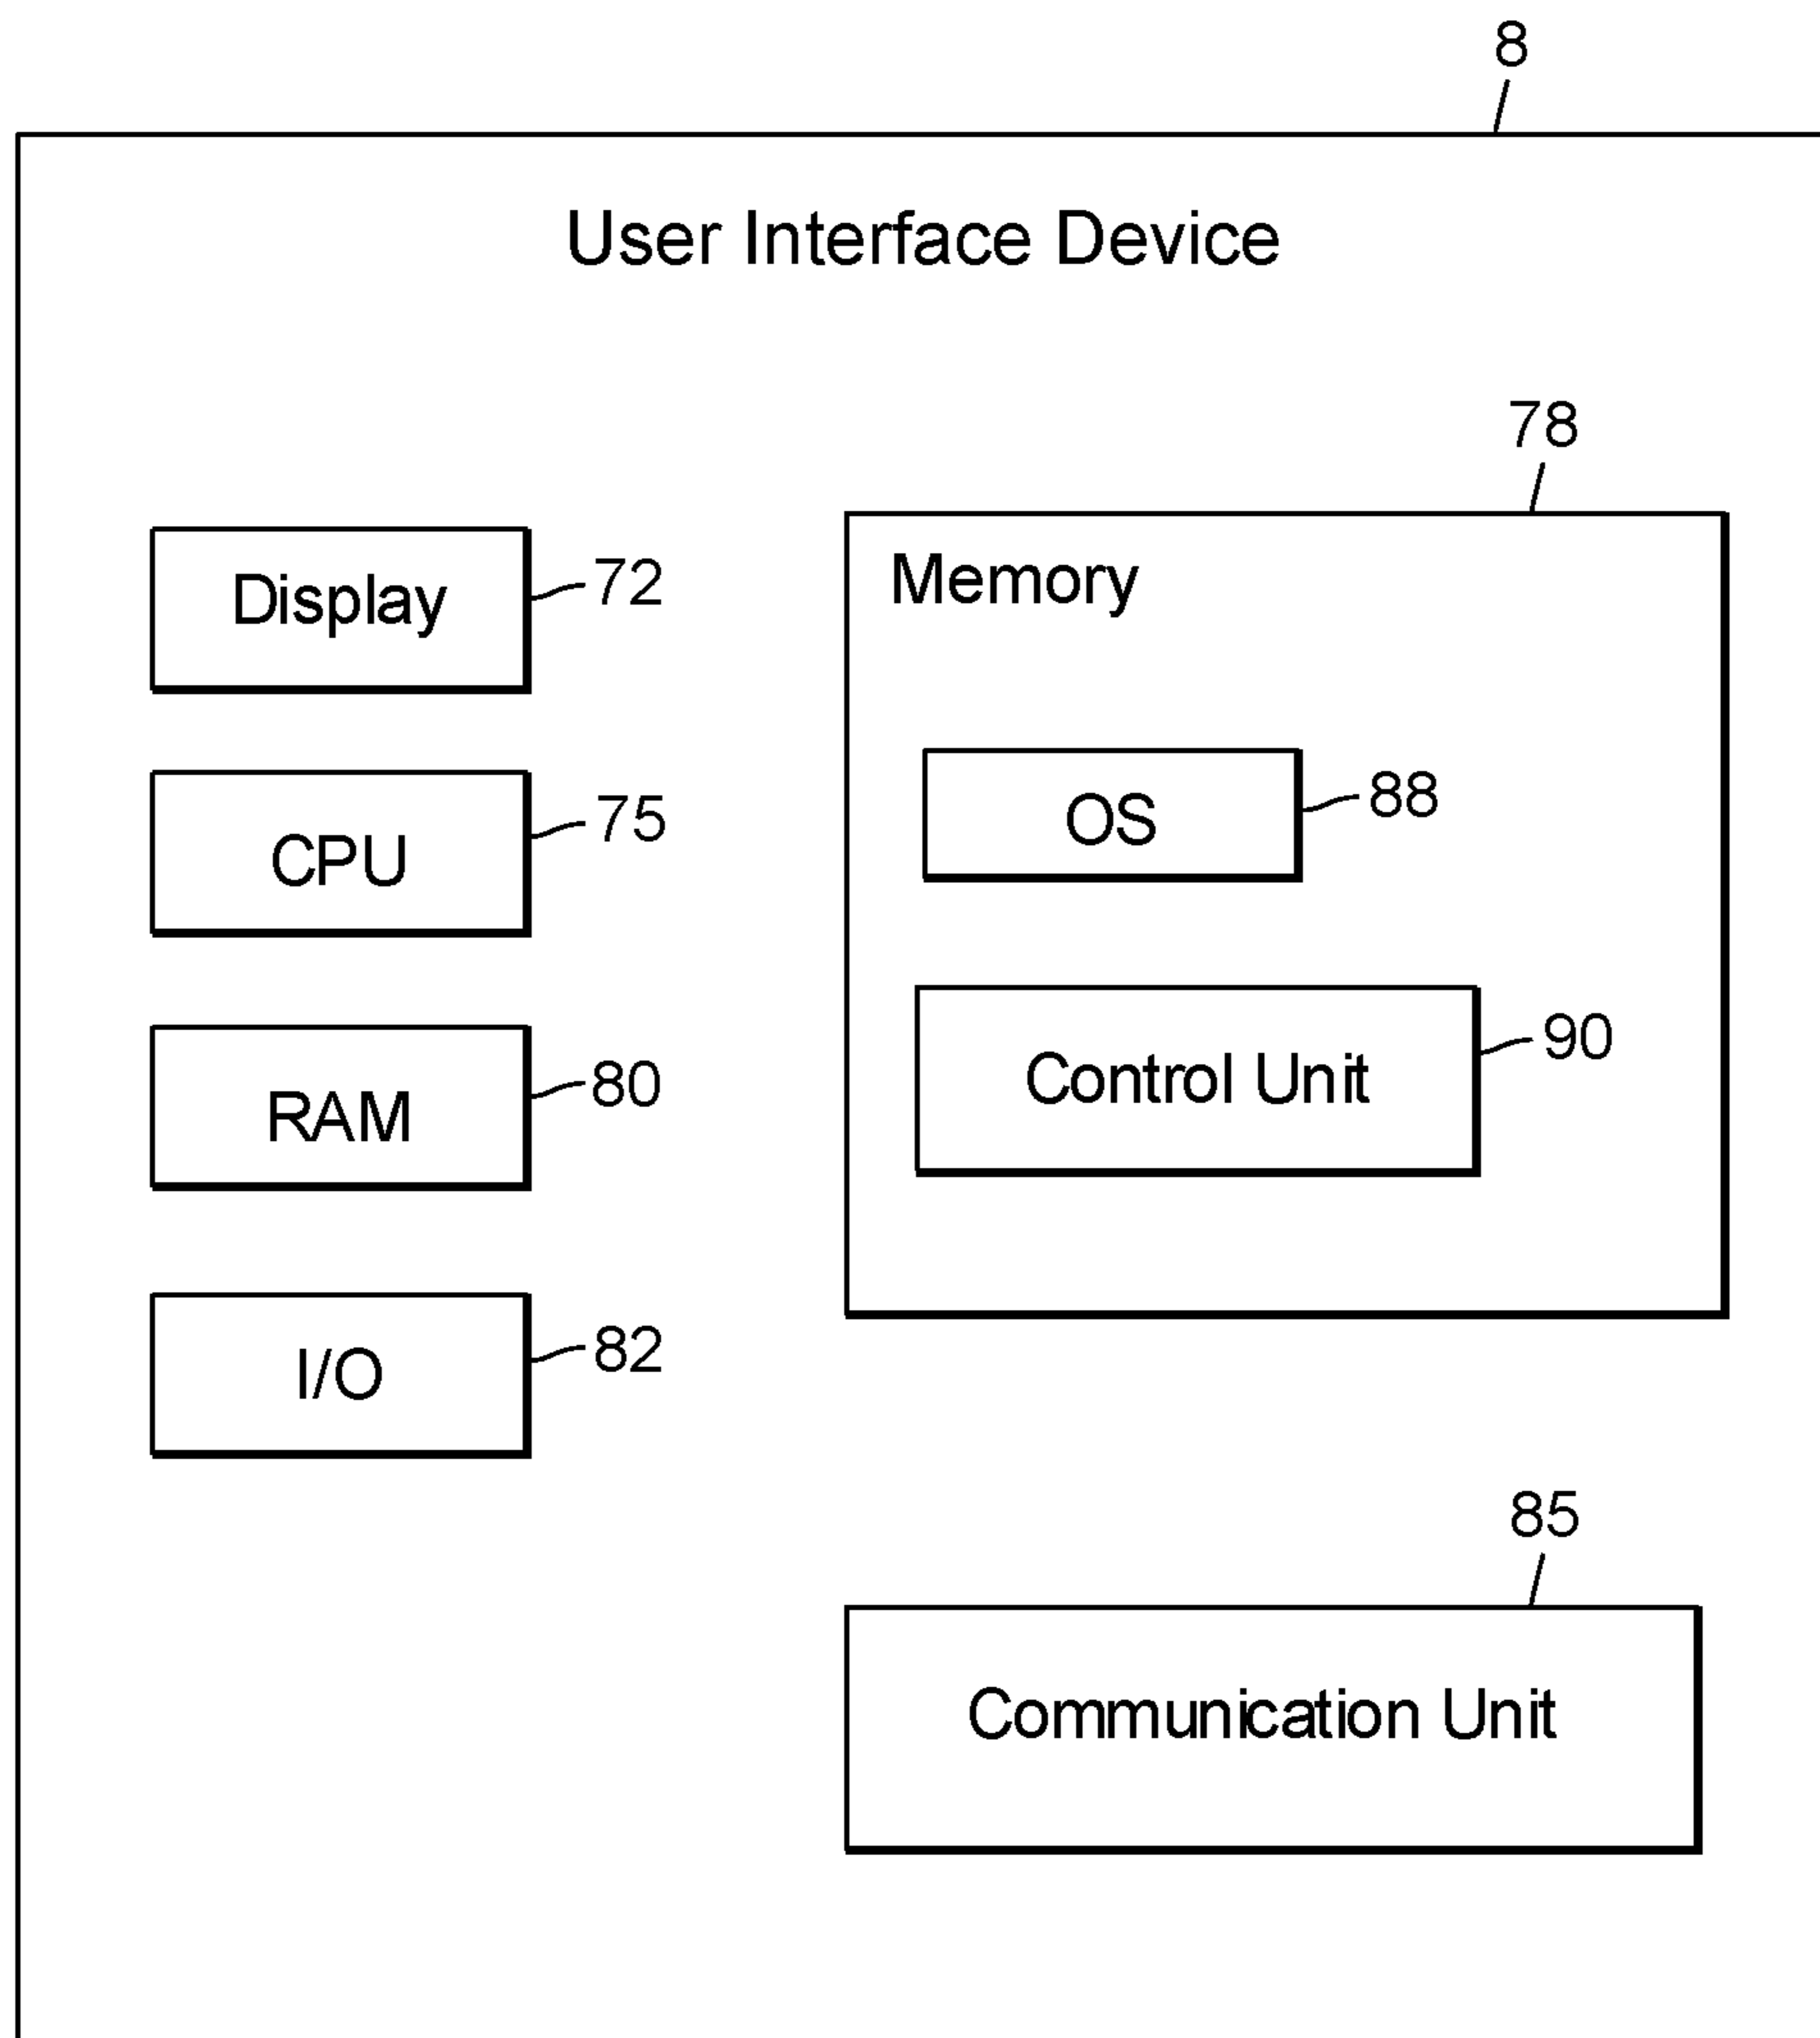 8
User Interface Device
78
Memory
Display
72
OS
88
CPU
75
Control Unit
90
RAM
80
I/O
82
85
Communication Unit